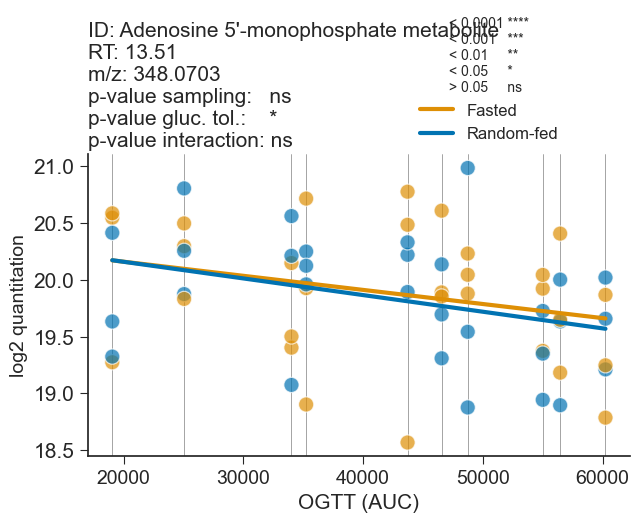 ID: Adenosine 5'-monophosphate metabolite
RT: 13.51
m/z: 348.0703
p-value sampling: ns
p-value gluc. tol.: *
p-value interaction: ns
< 0.0001 ****
< 0.001 ***
< 0.01 **
< 0.05 *
> 0.05 ns
Fasted
Random-fed
21.0
20.5
20.0
19.5
19.0
18.5
log2 quantitation
20000 30000 40000 50000 60000
OGTT (AUC)